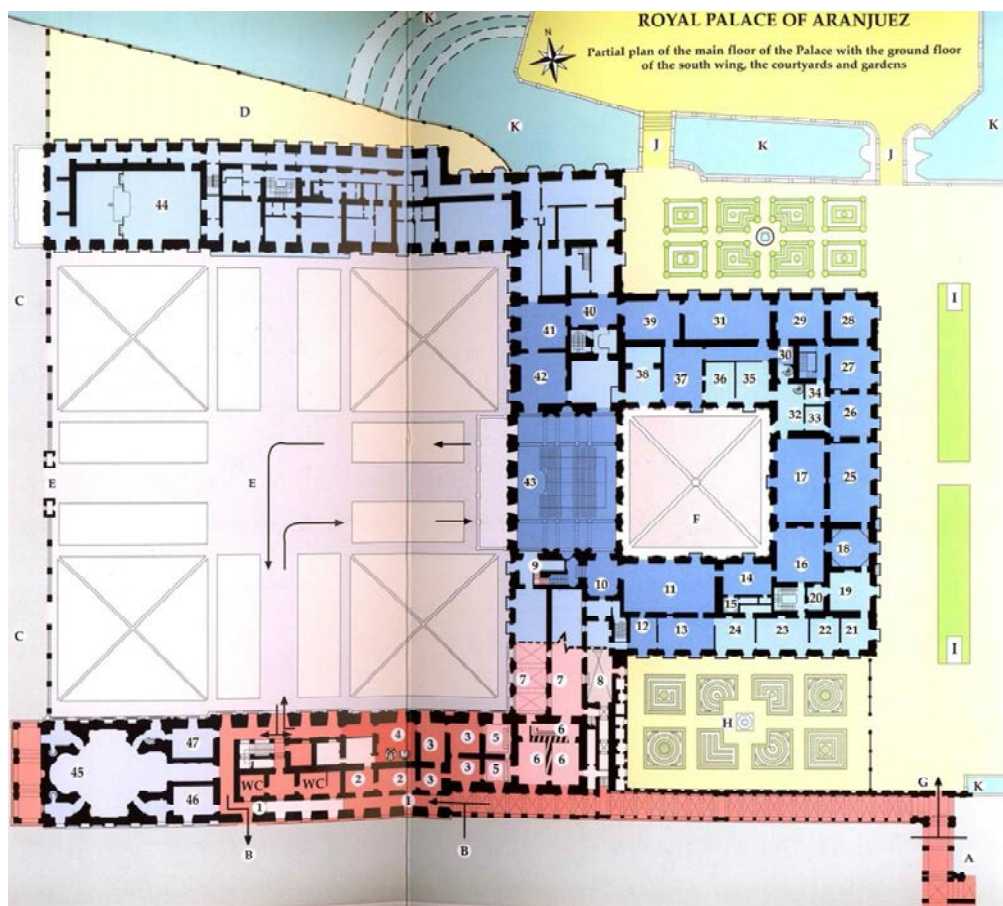 K
ROYAL PALACE OF ARANJUEZ
N
Partial plan of the main floor of the Palace with the ground floor
of the south wing, the courtyards and gardens
D
K
K
K
J
K
J
44
C
I
40
41
39
31
29
28
30
38
37
36
35
27
42
34
32
33
26
E
E
43
17
25
F
18
9
10
11
14
16
19
15
20
12
13
24
23
22
21
C
I
7
7
8
H
47
4
3
3
5
6
45
WC
WC
2
2
3
3
5
6
6
46
1
1
G
K
B
B
A